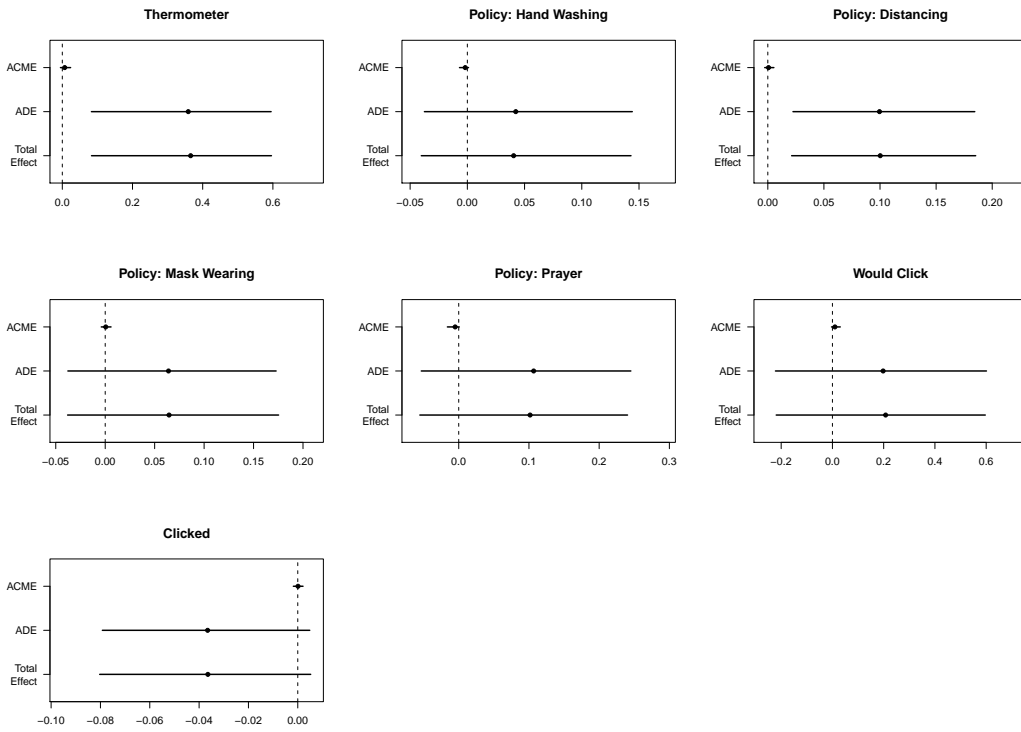 Thermometer
ACME
ADE
Total
Effect
0.0 0.2 0.4 0.6
Policy: Hand Washing
ACME
ADE
Total
Effect
−0.05 0.00 0.05 0.10 0.15
Policy: Distancing
ACME
ADE
Total
Effect
0.00 0.05 0.10 0.15 0.20
Policy: Mask Wearing
ACME
ADE
Total
Effect
−0.05 0.00 0.05 0.10 0.15 0.20
Policy: Prayer
ACME
ADE
Total
Effect
0.0 0.1 0.2 0.3
Would Click
ACME
ADE
Total
Effect
−0.2 0.0 0.2 0.4 0.6
Clicked
ACME
ADE
Total
Effect
−0.10 −0.08 −0.06 −0.04 −0.02 0.00